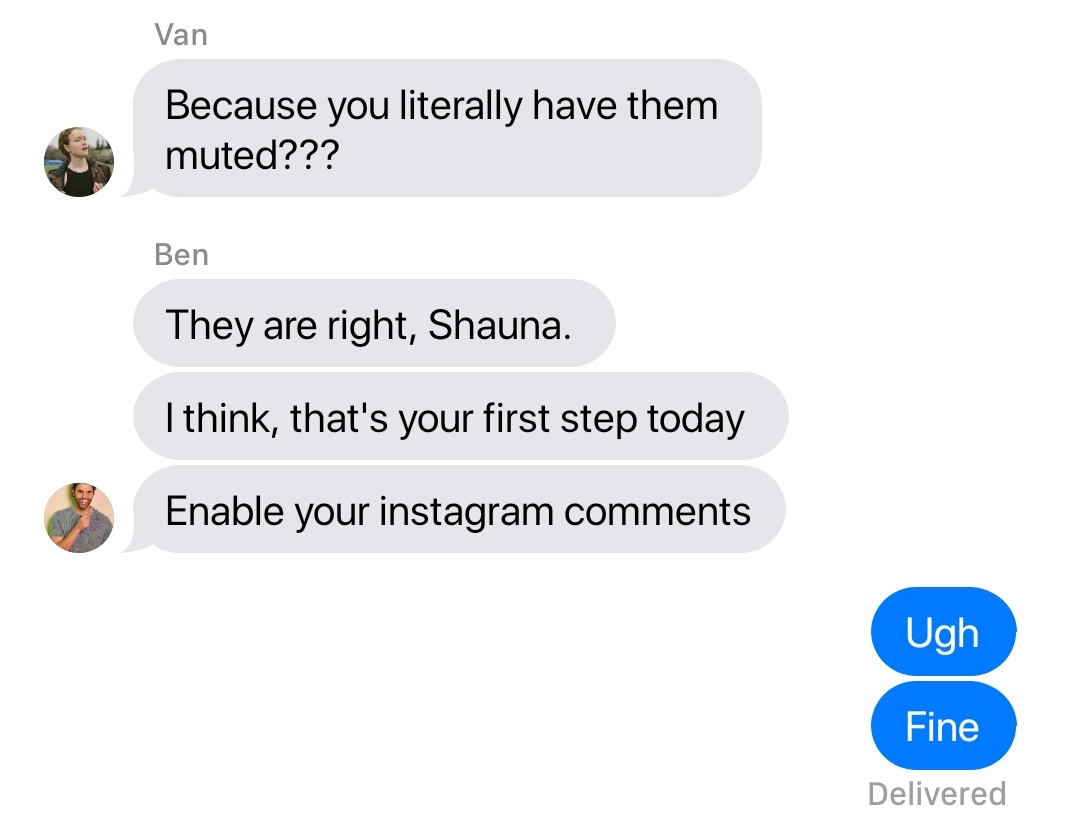 Van
Because you literally have them
muted???
Ben
They are right, Shauna.
I think, that's your first step today
Enable your instagram comments
Ugh
Fine
Delivered